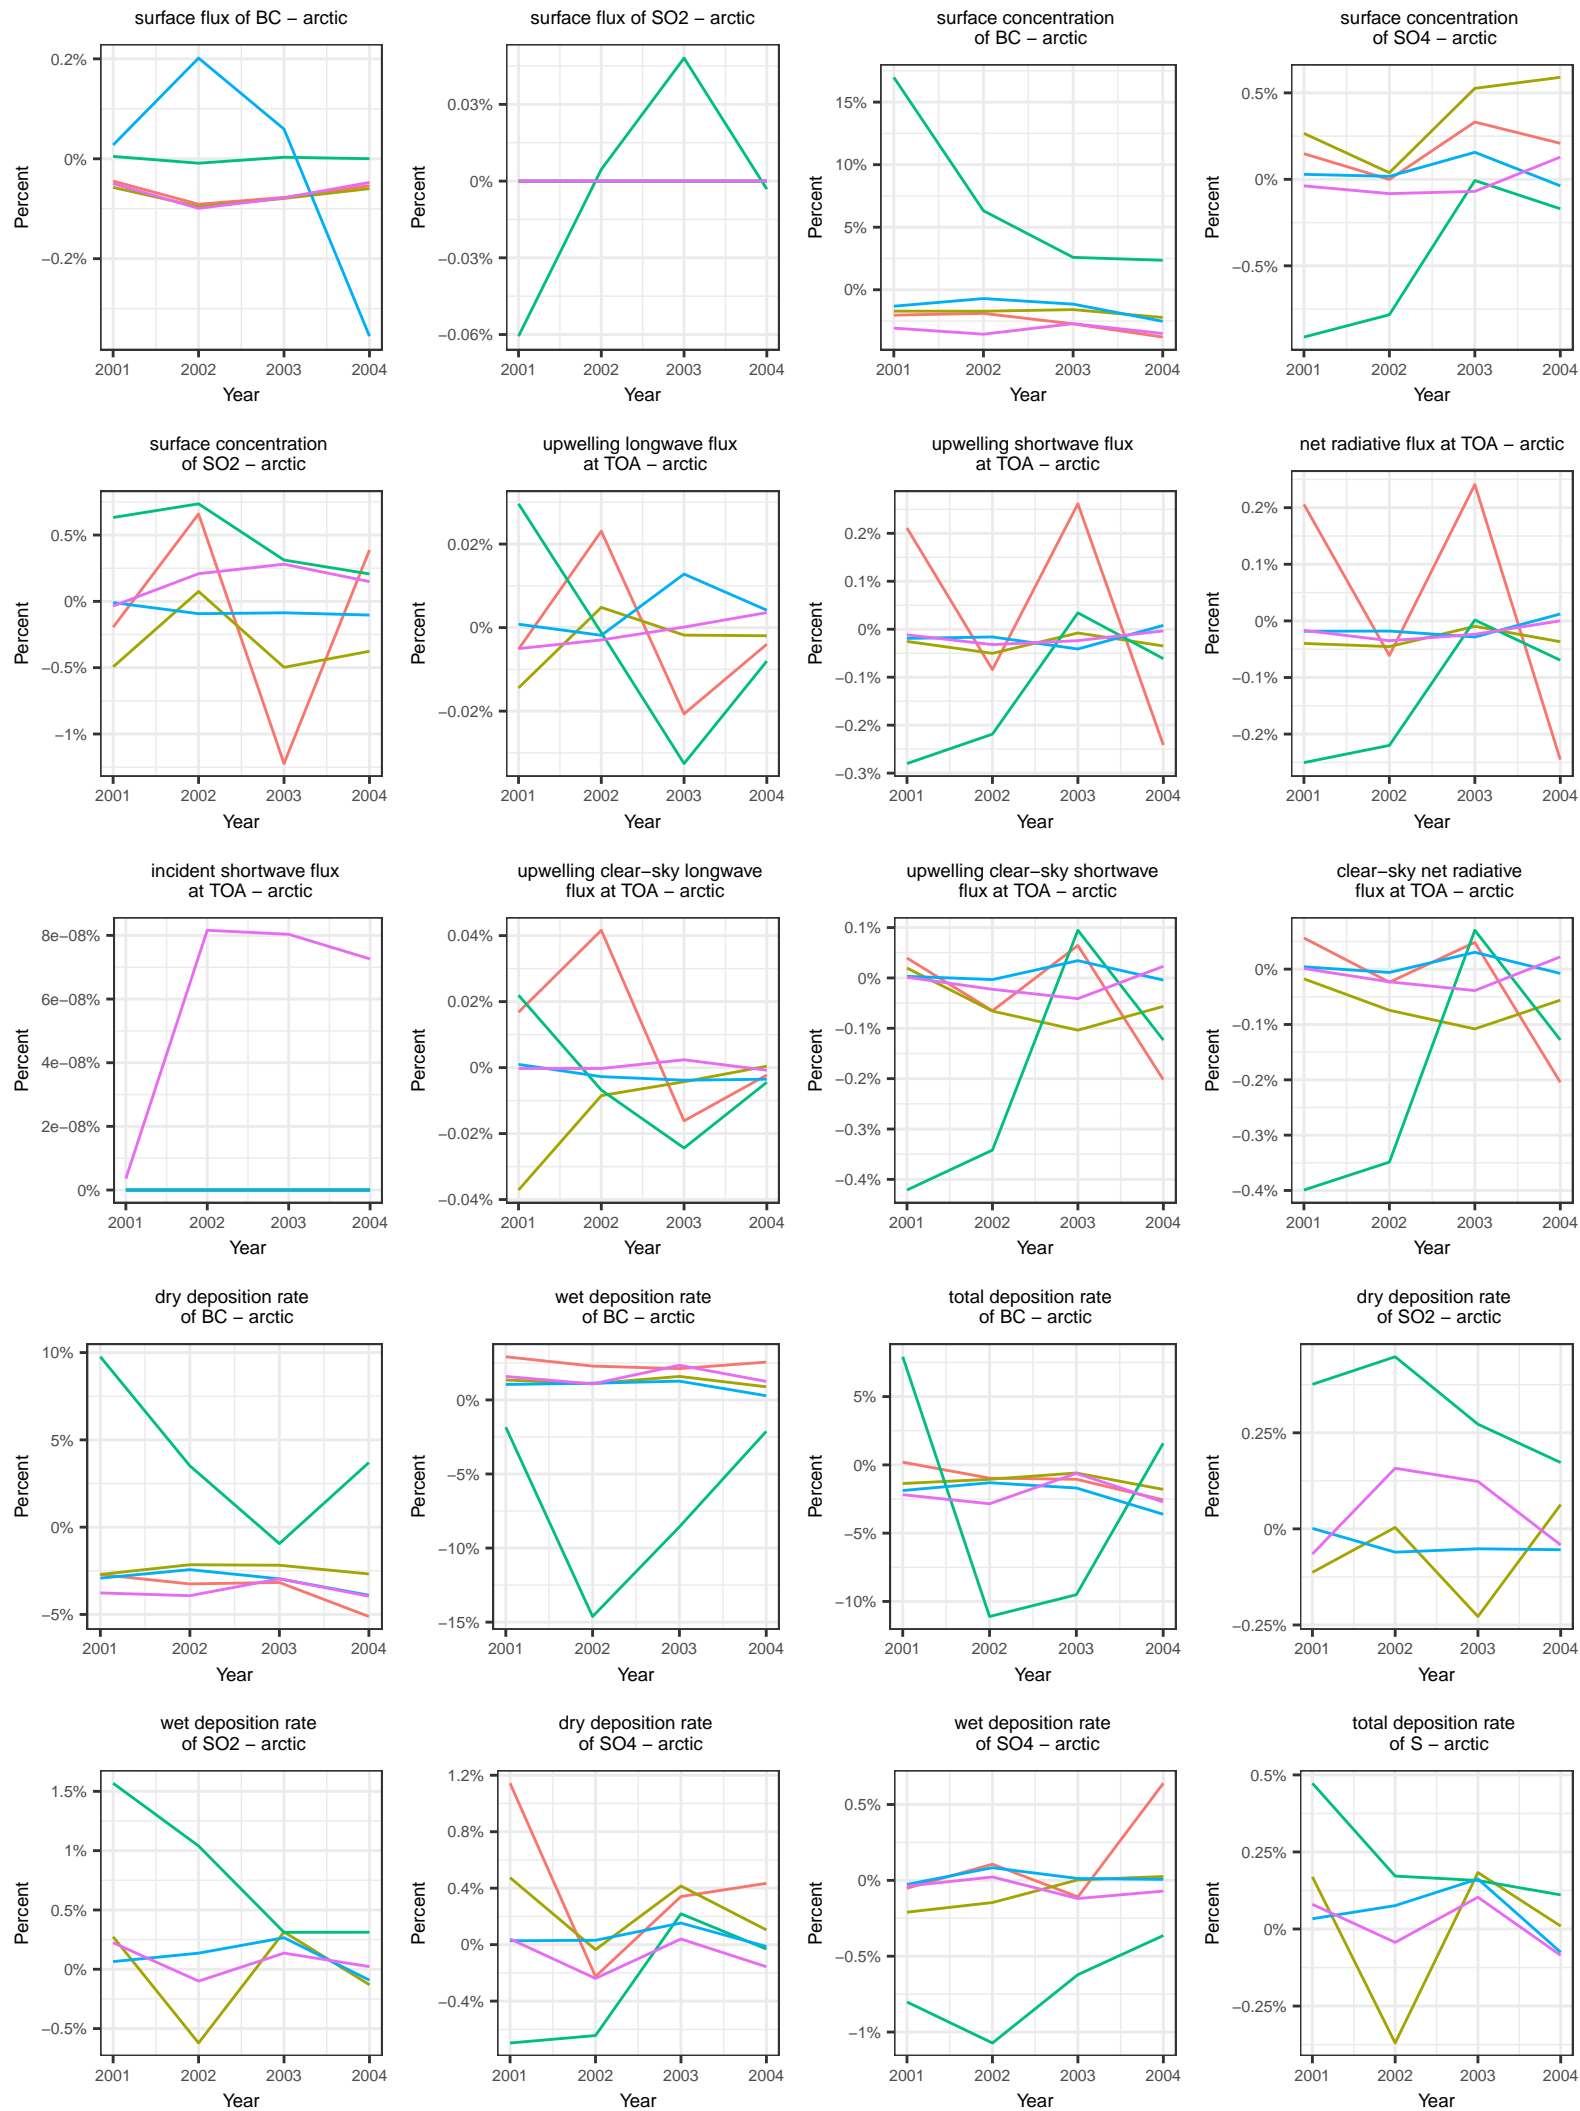 surface flux of BC − arctic
0.2%
0%
−0.2%
2001 2002 2003 2004
Year
Percent
surface flux of SO2 − arctic
0.03%
0%
−0.03%
−0.06%
2001 2002 2003 2004
Year
Percent
surface concentration
of BC − arctic
15%
10%
5%
0%
2001 2002 2003 2004
Year
Percent
surface concentration
of SO4 − arctic
0.5%
0%
−0.5%
2001 2002 2003 2004
Year
Percent
surface concentration
of SO2 − arctic
0.5%
0%
−0.5%
−1%
2001 2002 2003 2004
Year
Percent
upwelling longwave flux
at TOA − arctic
0.02%
0%
−0.02%
2001 2002 2003 2004
Year
Percent
upwelling shortwave flux
at TOA − arctic
0.2%
0.1%
0%
−0.1%
−0.2%
−0.3%
2001 2002 2003 2004
Year
Percent
net radiative flux at TOA − arctic
0.2%
0.1%
0%
−0.1%
−0.2%
2001 2002 2003 2004
Year
Percent
incident shortwave flux
at TOA − arctic
8e−08%
6e−08%
4e−08%
2e−08%
0%
2001 2002 2003 2004
Year
Percent
upwelling clear−sky longwave
flux at TOA − arctic
0.04%
0.02%
0%
−0.02%
−0.04%
2001 2002 2003 2004
Year
Percent
upwelling clear−sky shortwave
flux at TOA − arctic
0.1%
0%
−0.1%
−0.2%
−0.3%
−0.4%
2001 2002 2003 2004
Year
Percent
clear−sky net radiative
flux at TOA − arctic
0%
−0.1%
−0.2%
−0.3%
−0.4%
2001 2002 2003 2004
Year
Percent
dry deposition rate
of BC − arctic
10%
5%
0%
−5%
2001 2002 2003 2004
Year
Percent
wet deposition rate
of BC − arctic
0%
−5%
−10%
−15%
2001 2002 2003 2004
Year
Percent
total deposition rate
of BC − arctic
5%
0%
−5%
−10%
2001 2002 2003 2004
Year
Percent
dry deposition rate
of SO2 − arctic
0.25%
0%
−0.25%
2001 2002 2003 2004
Year
Percent
wet deposition rate
of SO2 − arctic
1.5%
1%
0.5%
0%
−0.5%
2001 2002 2003 2004
Year
Percent
dry deposition rate
of SO4 − arctic
1.2%
0.8%
0.4%
0%
−0.4%
2001 2002 2003 2004
Year
Percent
wet deposition rate
of SO4 − arctic
0.5%
0%
−0.5%
−1%
2001 2002 2003 2004
Year
Percent
total deposition rate
of S − arctic
0.5%
0.25%
0%
−0.25%
2001 2002 2003 2004
Year
Percent